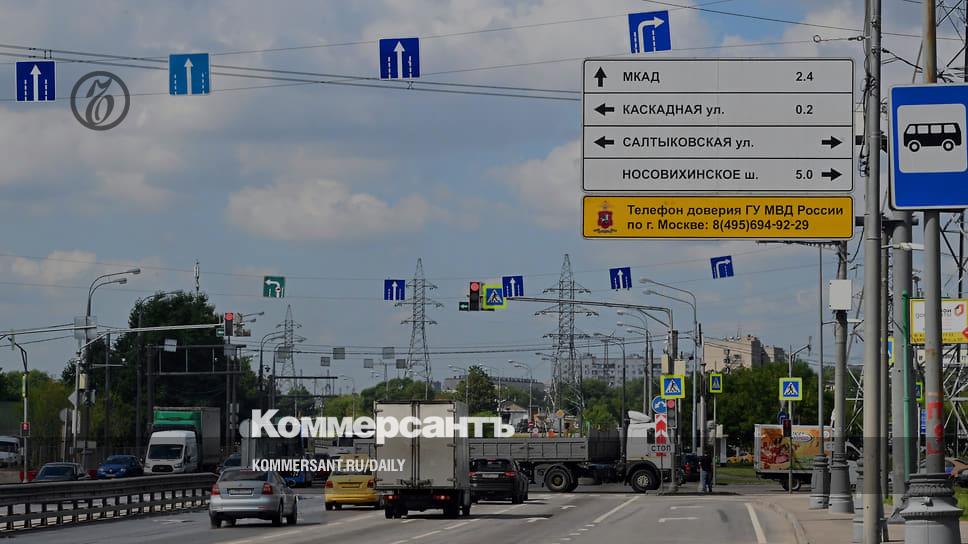 МКАД 2.4
КАСКАДНАЯ ул. 0.2
САЛТЫКОВСКАЯ ул.
НОСОВИХИНСКОЕ ш. 5.0
Телефон доверия ГУ МВД России
по г. Москве: 8(495)694-92-29
СТОП
Коммерсантъ
KOMMERSANT.RU/DAILY